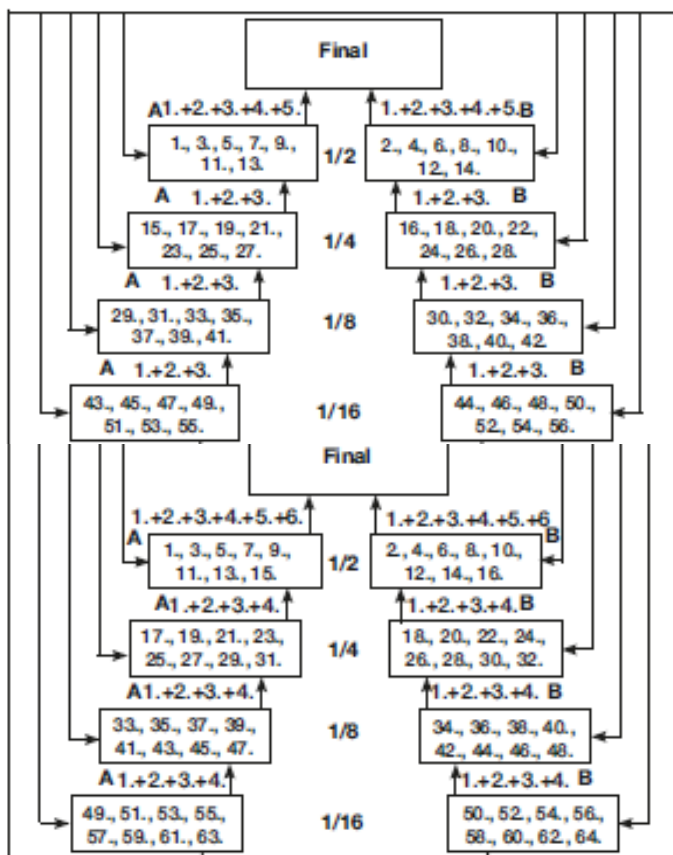 Final
A 1.+2.+3.+4.+5. 1.+2.+3.+4.+5. B
1., 3., 5., 7., 9., 1/2 2., 4., 6., 8., 10.,
11., 13. 12., 14.
A 1.+2.+3. 1.+2.+3. B
15., 17., 19., 21., 1/4 16., 18., 20., 22.,
23., 25., 27. 24., 26., 28.
A 1.+2.+3. 1.+2.+3. B
29., 31., 33., 35., 1/8 30., 32., 34., 36.,
37., 39., 41. 38., 40., 42.
A 1.+2.+3. 1.+2.+3. B
43., 45., 47., 49., 1/16 44., 46., 48., 50.,
51., 53., 55. 52., 54., 56.
Final
1.+2.+3.+4.+5.+6. 1.+2.+3.+4.+5.+6
A B
1., 3., 5., 7., 9., 1/2 2., 4., 6., 8., 10.,
11., 13., 15. 12., 14., 16.
A 1.+2.+3.+4. 1.+2.+3.+4. B
17., 19., 21., 23., 1/4 18., 20., 22., 24.,
25., 27., 29., 31. 26., 28., 30., 32.
A 1.+2.+3.+4. 1.+2.+3.+4. B
33., 35., 37., 39., 1/8 34., 36., 38., 40.,
41., 43., 45., 47. 42., 44., 46., 48.
A 1.+2.+3.+4. 1.+2.+3.+4. B
49., 51., 53., 55., 1/16 50., 52., 54., 56.,
57., 59., 61., 63. 58., 60., 62., 64.